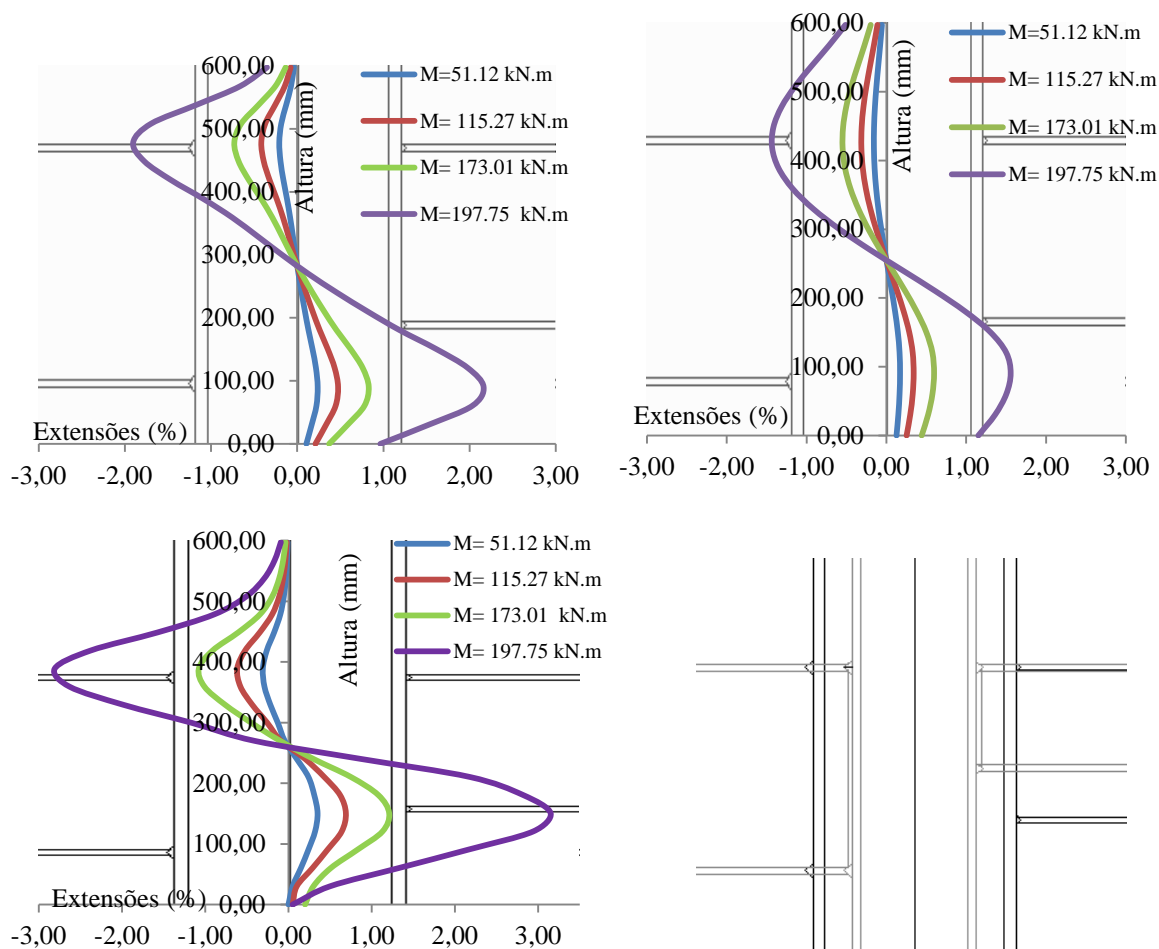 600,00
500,00
400,00
300,00
200,00
100,00
0,00
Altura (mm)
M=51.12 kN.m
M= 115.27 kN.m
M= 173.01 kN.m
M=197.75 kN.m
Extensões (%)
-3,00 -2,00 -1,00 0,00 1,00 2,00 3,00
600,00
500,00
400,00
300,00
200,00
100,00
0,00
Altura (mm)
M=51.12 kN.m
M= 115.27 kN.m
M= 173.01 kN.m
M= 197.75 kN.m
Extensões (%)
-3,00 -2,00 -1,00 0,00 1,00 2,00 3,00
600,00
500,00
400,00
300,00
200,00
100,00
0,00
Altura (mm)
M= 51.12 kN.m
M= 115.27 kN.m
M= 173.01 kN.m
M= 197.75 kN.m
Extensões (%)
-3,00 -2,00 -1,00 0,00 1,00 2,00 3,00